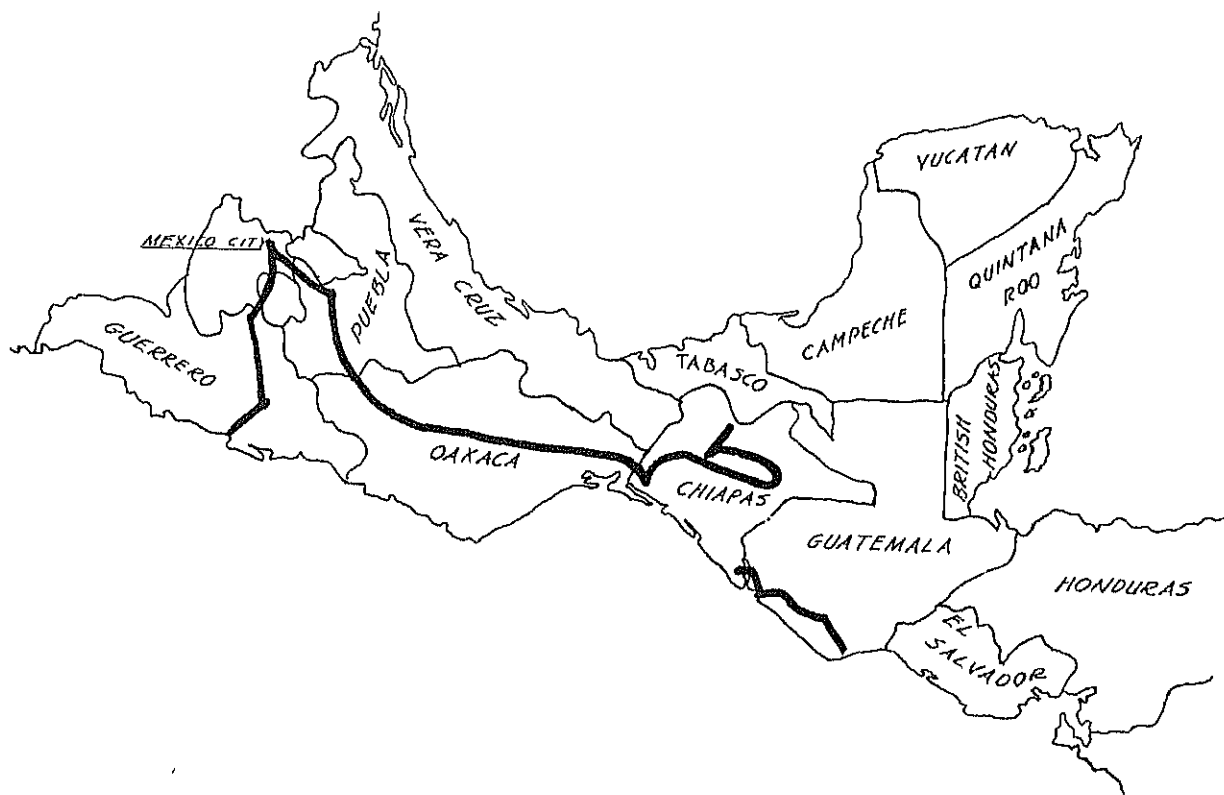 YUCATAN
MEXICO CITY
VERA CRUZ
QUINTANA
ROO
PUEBLA
GUERRERO
CAMPECHE
TABASCO
BRITISH
HONDURAS
OAXACA
CHIAPAS
GUATEMALA
HONDURAS
EL
SALVADOR